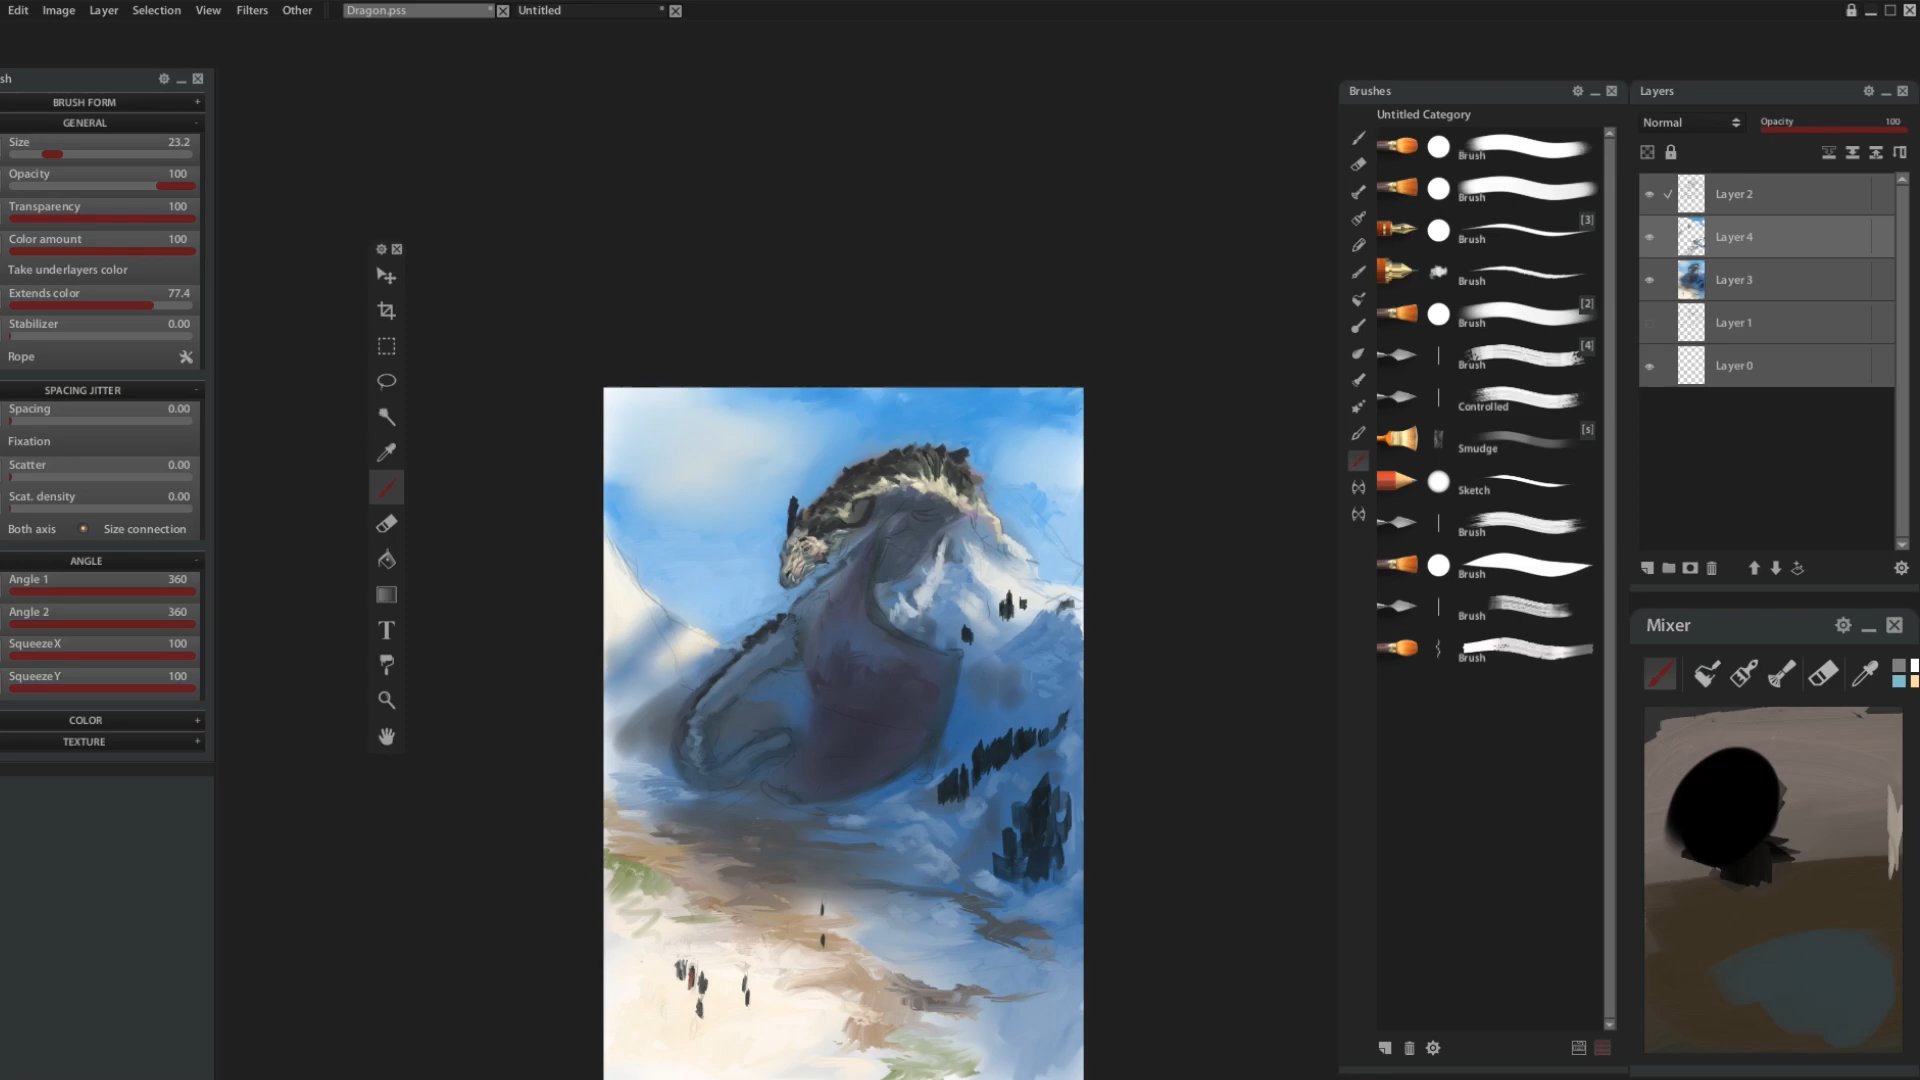 Edit Image Layer Selection View Filters Other Dragon.pss * Untitled *
sh
BRUSH FORM +
GENERAL -
Size 23.2
Opacity 100
Transparency 100
Color amount 100
Take underlayers color
Extends color 77.4
Stabilizer 0.00
Rope
SPACING JITTER -
Spacing 0.00
Fixation
Scatter 0.00
Scat. density 0.00
Both axis Size connection
ANGLE -
Angle 1 360
Angle 2 360
SqueezeX 100
SqueezeY 100
COLOR +
TEXTURE +
T
Brushes
Untitled Category
Brush
Brush
[3]
Brush
Brush
[2]
Brush
[4]
Brush
Controlled
[s]
Smudge
Sketch
Brush
Brush
Brush
Brush
Layers
Normal Opacity 100
Layer 2
Layer 4
Layer 3
Layer 1
Layer 0
Mixer